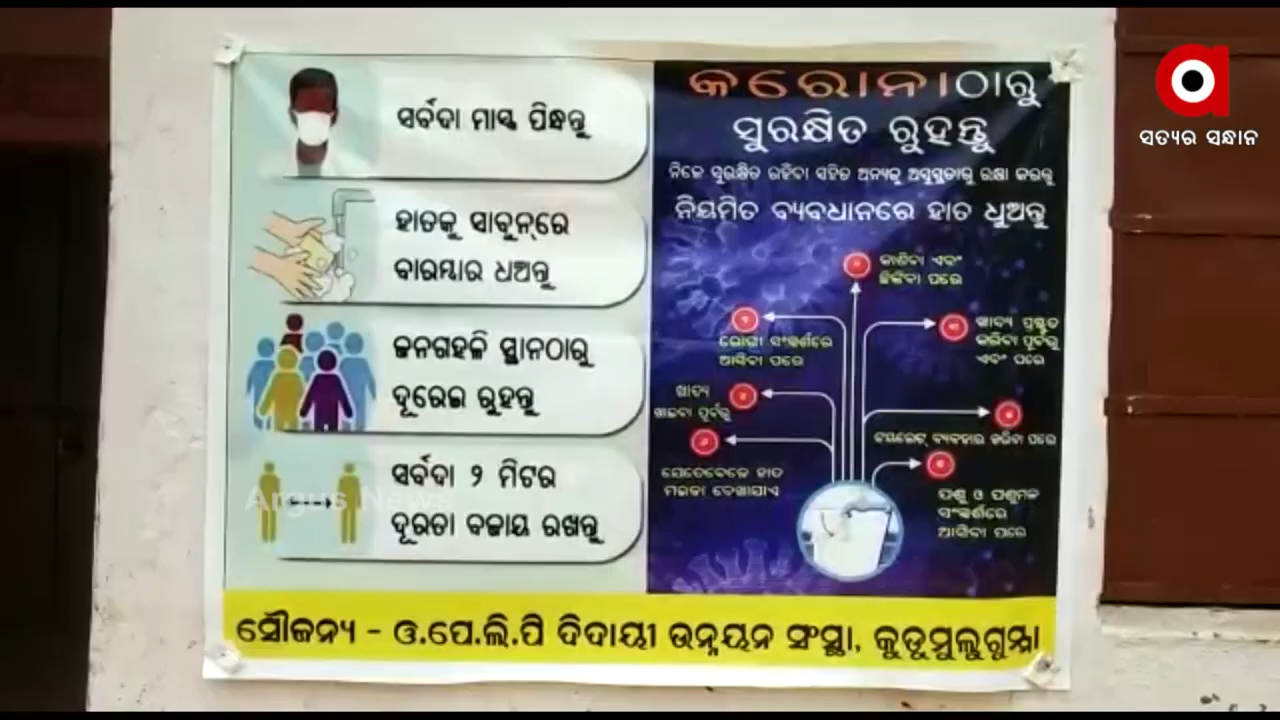 ସର୍ବଦା ମାସ୍କ ପିନ୍ଧନ୍ତୁ
ହାତକୁ ସାବୁନ୍‌ରେ
ବାରମ୍ୱାର ଧୂଅନ୍ତୁ
ଜନଗହଳି ସ୍ଥାନଠାରୁ
ଦୂରେଇ ରୁହନ୍ତୁ
ସର୍ବଦା ୨ ମିଟର
ଦୂରତା ବଜାୟ ରଖନ୍ତୁ
Argus News
କରୋନାଠାରୁ
ସୁରକ୍ଷିତ ରୁହନ୍ତୁ
ନିଜେ ସୁରକ୍ଷିତ ରହିବା ସହିତ ଅନ୍ୟକୁ ଅସୁସ୍ଥତାରୁ ରକ୍ଷା କରନ୍ତୁ
ନିୟମିତ ବ୍ୟବଧାନରେ ହାତ ଧୁଅନ୍ତୁ
କାଶିବା ଏବଂ
ଛିଙ୍କିବା ପରେ
ରୋଗୀ ସଂସ୍ପର୍ଶରେ
ଆସିବା ପରେ
ଖାଦ୍ୟ ପ୍ରସ୍ତୁତ
କରିବା ପୂର୍ବରୁ
ଏବଂ ପରେ
ଖାଦ୍ୟ
ଖାଇବା ପୂର୍ବରୁ
ଟୟଲେଟ୍ ବ୍ୟବହାର କରିବା ପରେ
ଯେତେବେଳେ ହାତ
ମଇଳା ଦେଖାଯାଏ
ପଶୁ ଓ ପଶୁମଳ
ସଂସ୍ପର୍ଶରେ
ଆସିବା ପରେ
ସୌଜନ୍ୟ - ଓ.ପେ.ଲି.ପି ଦିଦାୟୀ ଉନ୍ନୟନ ସଂସ୍ଥା, କୁଡୁମୁଲୁଗୁମ୍ମା
ସତ୍ୟର ସନ୍ଧାନ